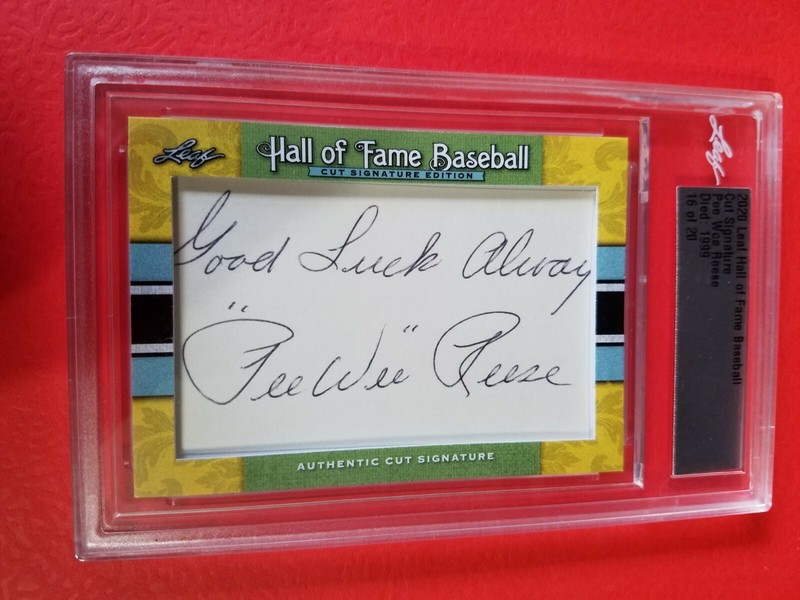 Leaf
Hall of Fame Baseball
CUT SIGNATURE EDITION
Good Luck Alway
"Pee Wee" Reese
AUTHENTIC CUT SIGNATURE
Leaf
2020 Leaf Hall of Fame Baseball
Cut Signature
Pee Wee Reese
Died: 1999
16 of 20